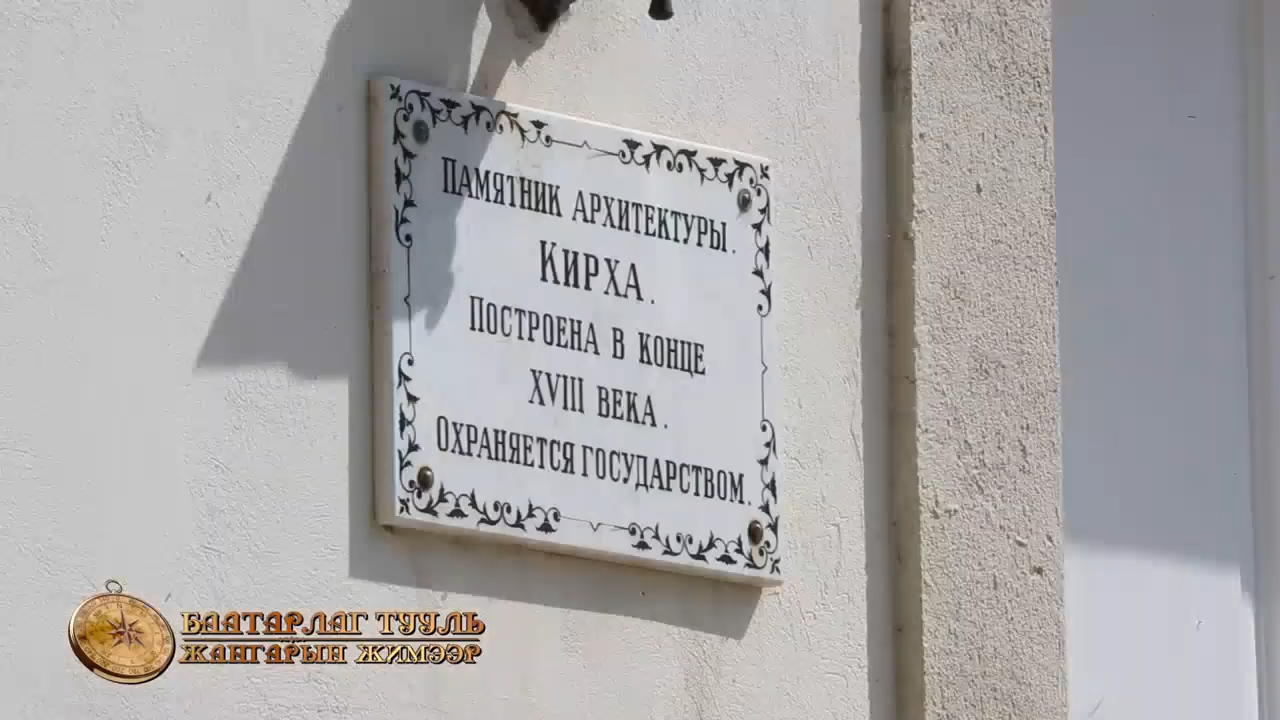 ПАМЯТНИК АРХИТЕКТУРЫ.
КИРХА.
ПОСТРОЕНА В КОНЦЕ
XVIII ВЕКА.
ОХРАНЯЕТСЯ ГОСУДАРСТВОМ.
БААТАРЛАГ ТУУЛЬ
ЖАНГАРЫН ЖИМЭЭР